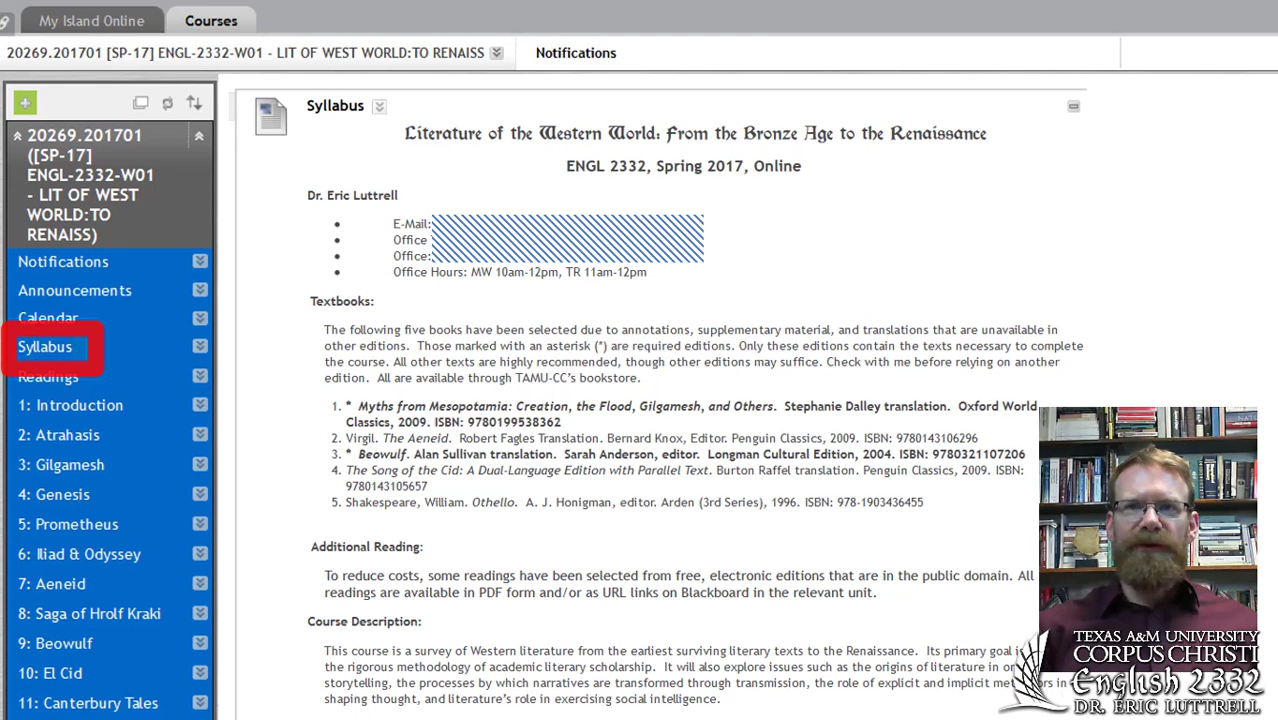 My Island Online
Courses
20269.201701 [SP-17] ENGL-2332-W01 - LIT OF WEST WORLD:TO RENAISS
Notifications
20269.201701
([SP-17]
ENGL-2332-W01
- LIT OF WEST
WORLD:TO
RENAISS)
Notifications
Announcements
Calendar
Syllabus
Readings
1: Introduction
2: Atrahasis
3: Gilgamesh
4: Genesis
5: Prometheus
6: Iliad & Odyssey
7: Aeneid
8: Saga of Hrolf Kraki
9: Beowulf
10: El Cid
11: Canterbury Tales
Syllabus
Literature of the Western World: From the Bronze Age to the Renaissance
ENGL 2332, Spring 2017, Online
Dr. Eric Luttrell
• E-Mail:
• Office
• Office:
• Office Hours: MW 10am-12pm, TR 11am-12pm
Textbooks:
The following five books have been selected due to annotations, supplementary material, and translations that are unavailable in
other editions. Those marked with an asterisk (*) are required editions. Only these editions contain the texts necessary to complete
the course. All other texts are highly recommended, though other editions may suffice. Check with me before relying on another
edition. All are available through TAMU-CC's bookstore.
1. * Myths from Mesopotamia: Creation, the Flood, Gilgamesh, and Others. Stephanie Dalley translation. Oxford World
Classics, 2009. ISBN: 9780199538362
2. Virgil. The Aeneid. Robert Fagles Translation. Bernard Knox, Editor. Penguin Classics, 2009. ISBN: 9780143106296
3. * Beowulf. Alan Sullivan translation. Sarah Anderson, editor. Longman Cultural Edition, 2004. ISBN: 9780321107206
4. The Song of the Cid: A Dual-Language Edition with Parallel Text. Burton Raffel translation. Penguin Classics, 2009. ISBN:
9780143105657
5. Shakespeare, William. Othello. A. J. Honigman, editor. Arden (3rd Series), 1996. ISBN: 978-1903436455
Additional Reading:
To reduce costs, some readings have been selected from free, electronic editions that are in the public domain. All
readings are available in PDF form and/or as URL links on Blackboard in the relevant unit.
Course Description:
This course is a survey of Western literature from the earliest surviving literary texts to the Renaissance. Its primary goal
the rigorous methodology of academic literary scholarship. It will also explore issues such as the origins of literature in
storytelling, the processes by which narratives are transformed through transmission, the role of explicit and implicit in
shaping thought, and literature's role in exercising social intelligence.
TEXAS A&M UNIVERSITY
CORPUS CHRISTI
English 2332
DR. ERIC LUTTRELL